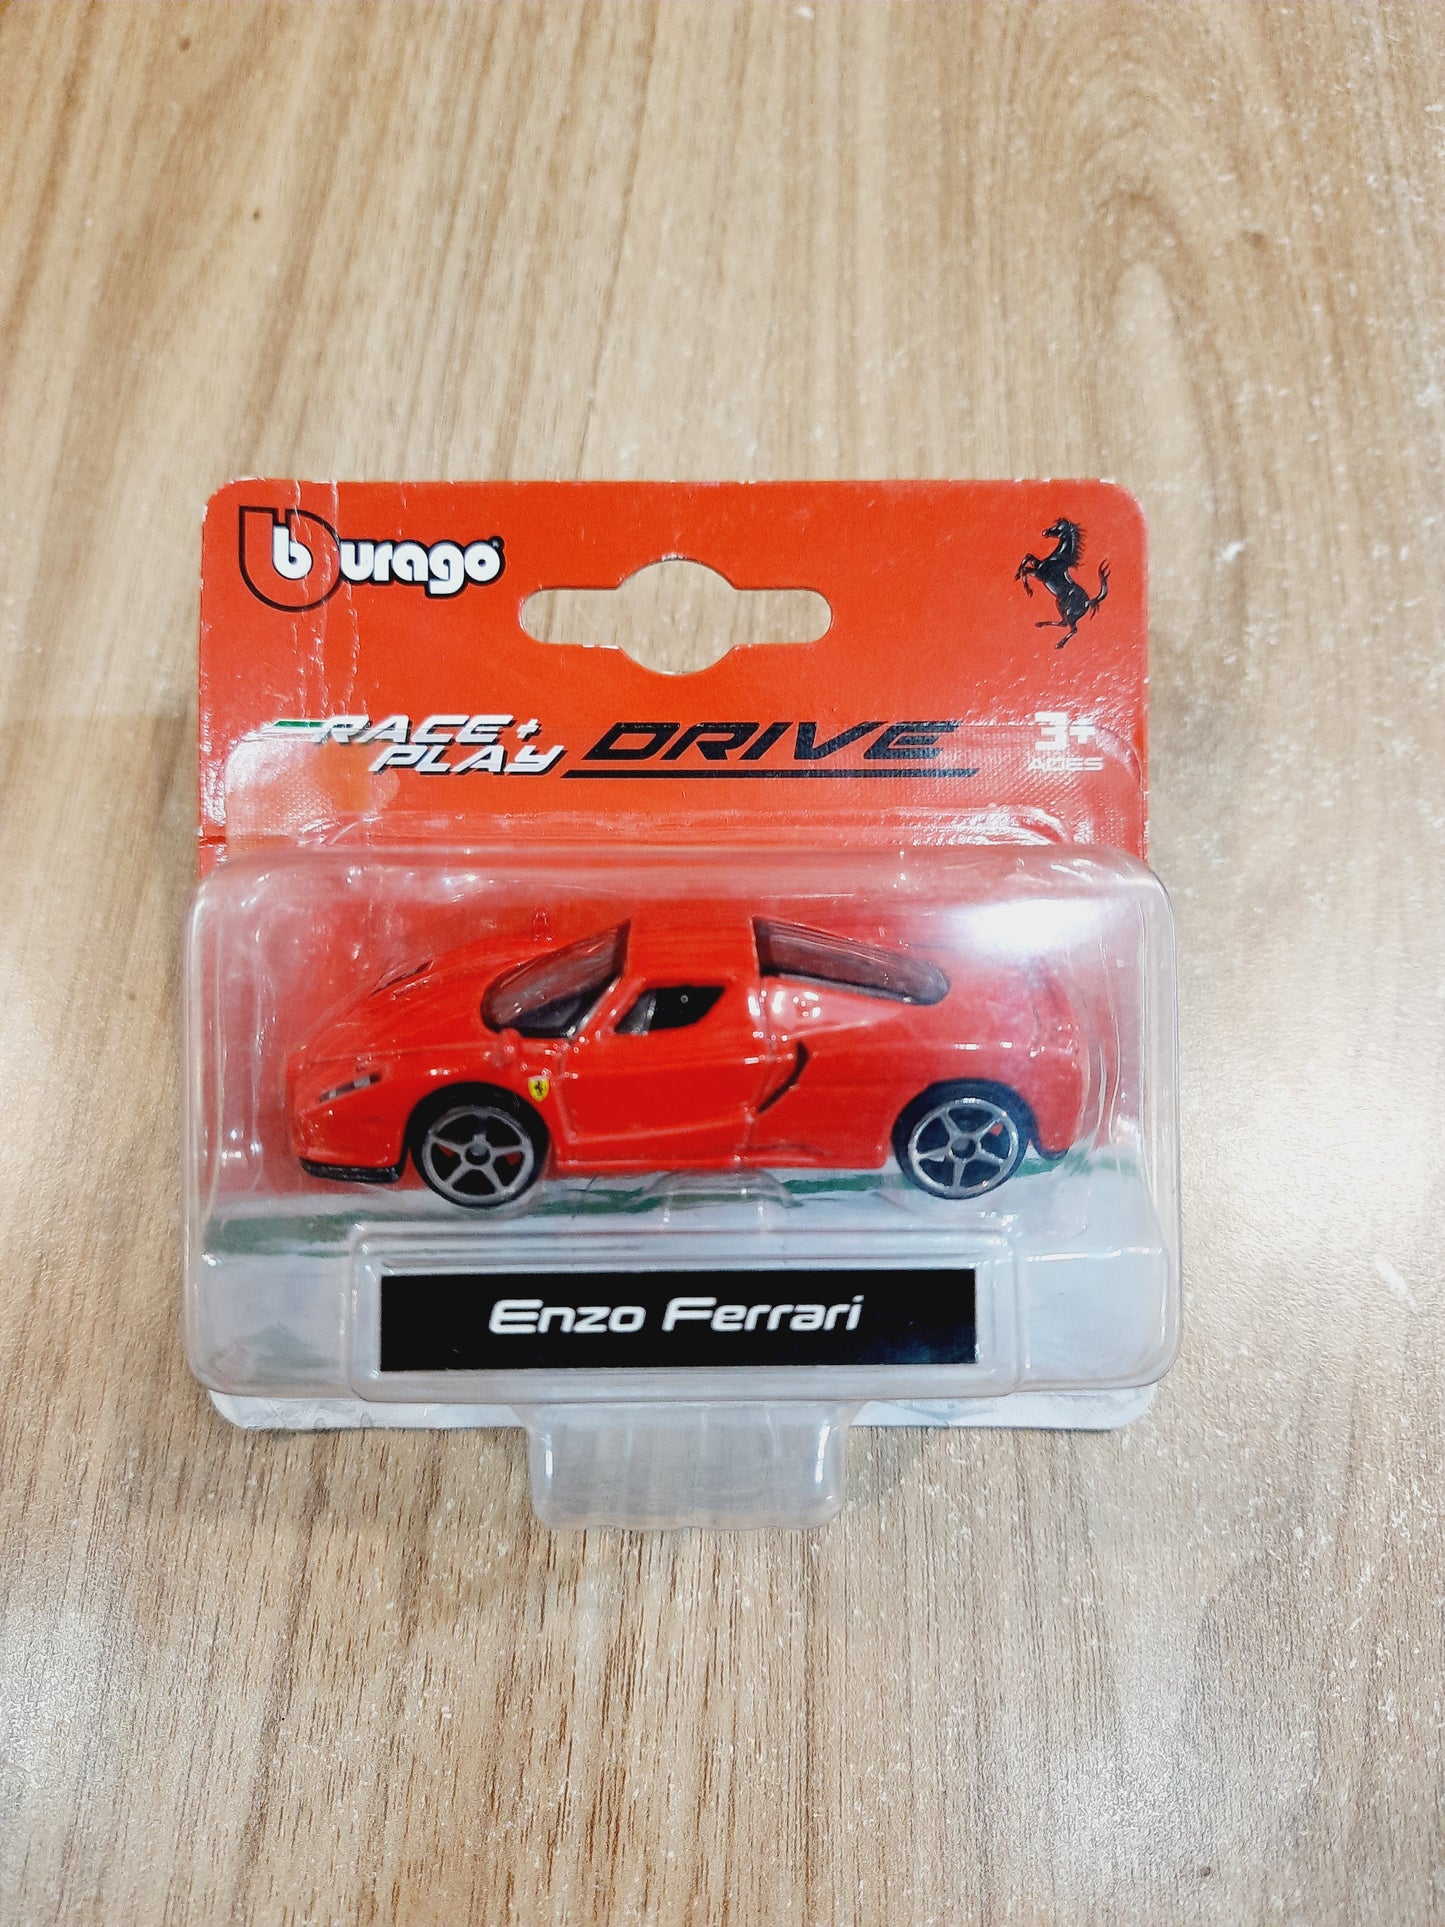 burago
RACE+
PLAY
DRIVE
3+
AGES
Enzo Ferrari